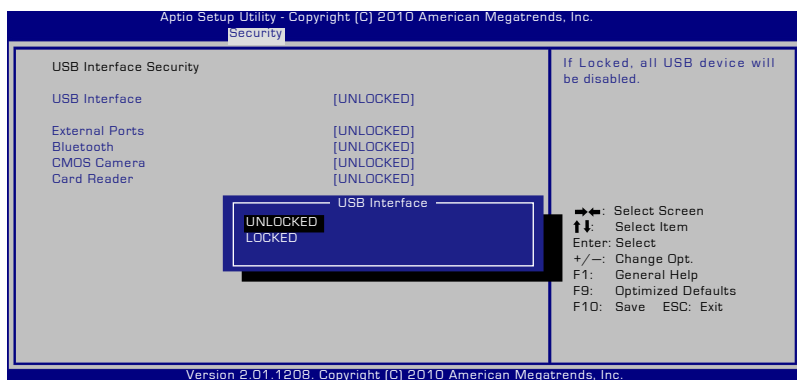 Aptio Setup Utility - Copyright (C) 2010 American Megatrends, Inc.
Security
USB Interface Security
USB Interface [UNLOCKED]
External Ports [UNLOCKED]
Bluetooth [UNLOCKED]
CMOS Camera [UNLOCKED]
Card Reader [UNLOCKED]
USB Interface
UNLOCKED
LOCKED
If Locked, all USB device will
be disabled.
→←: Select Screen
↑↓: Select Item
Enter: Select
+/—: Change Opt.
F1: General Help
F9: Optimized Defaults
F10: Save ESC: Exit
Version 2.01.1208. Copyright (C) 2010 American Megatrends, Inc.